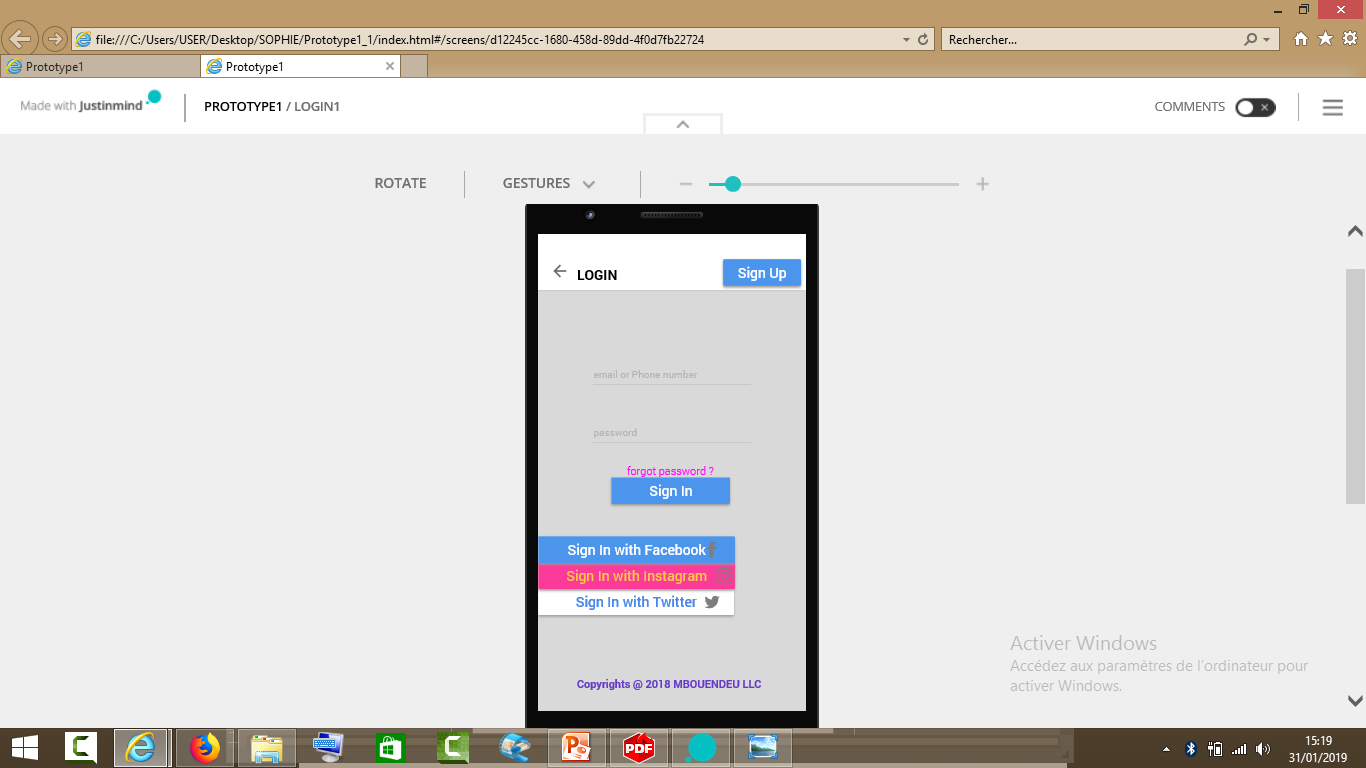 file:///C:/Users/USER/Desktop/SOPHIE/Prototype1_1/index.html#/screens/d12245cc-1680-458d-89dd-4f0d7fb22724
Rechercher...
Prototype1
Prototype1
Made with Justinmind
PROTOTYPE1 / LOGIN1
COMMENTS
ROTATE
GESTURES
LOGIN
Sign Up
email or Phone number
password
forgot password ?
Sign In
Sign In with Facebook
Sign In with Instagram
Sign In with Twitter
Copyrights @ 2018 MBOUENDEU LLC
Activer Windows
Accédez aux paramètres de l'ordinateur pour
activer Windows.
PDF
15:19
31/01/2019